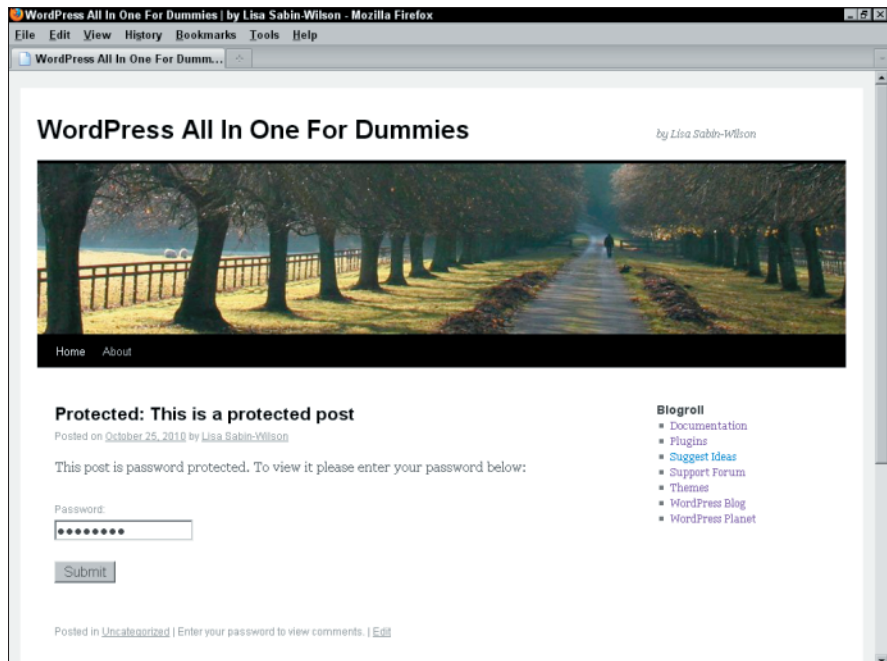 WordPress All In One For Dummies | by Lisa Sabin-Wilson - Mozilla Firefox
File Edit View History Bookmarks Tools Help
WordPress All In One For Dumm...
WordPress All In One For Dummies
by Lisa Sabin-Wilson
Home About
Protected: This is a protected post
Posted on October 25, 2010 by Lisa Sabin-Wilson
This post is password protected. To view it please enter your password below:
Password:
Submit
Posted in Uncategorized | Enter your password to view comments. | Edit
Blogroll
Documentation
Plugins
Suggest Ideas
Support Forum
Themes
WordPress Blog
WordPress Planet